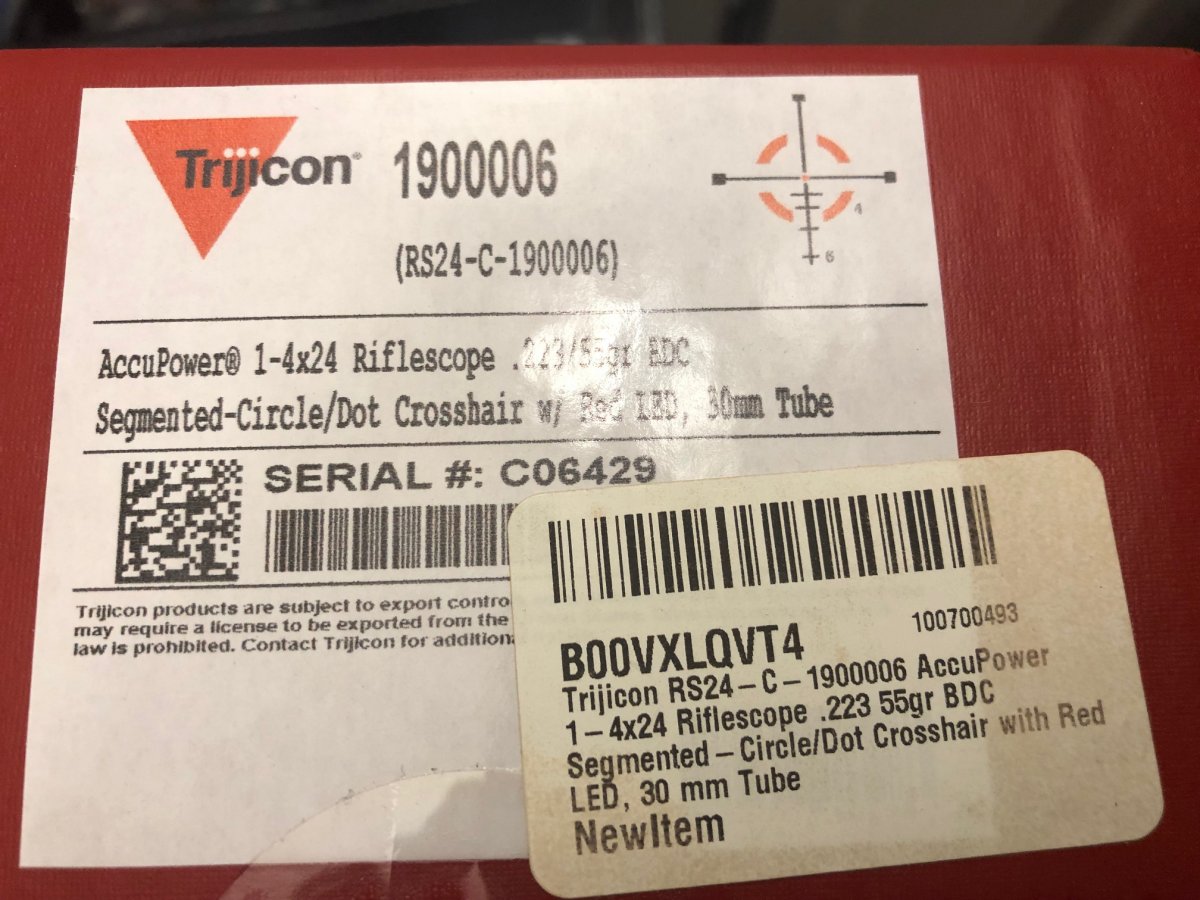 Trijicon®
1900006
(RS24-C-1900006)
4
6
AccuPower® 1-4x24 Riflescope .223/55gr BDC
Segmented-Circle/Dot Crosshair w/ Red LED, 30mm Tube
SERIAL #: C06429
Trijicon products are subject to export contro
may require a license to be exported from the
law is prohibited. Contact Trijicon for addition
100700493
B00VXLQVT4
Trijicon RS24-C-1900006 AccuPower
1-4x24 Riflescope .223 55gr BDC
Segmented-Circle/Dot Crosshair with Red
LED, 30 mm Tube
NewItem